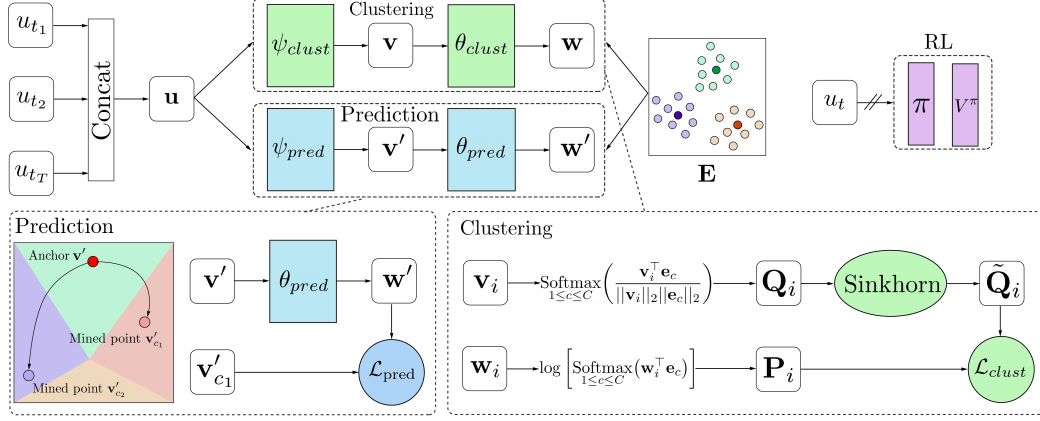 u_{t_1}
u_{t_2}
u_{t_T}
Concat
u
Clustering
ψ_{clust}
v
θ_{clust}
w
Prediction
ψ_{pred}
v′
θ_{pred}
w′
E
u_t
RL
π
V^π
Prediction
Anchor v′
Mined point v′_{c_1}
Mined point v′_{c_2}
v′
θ_{pred}
w′
v′_{c_1}
ℒ_{pred}
Clustering
v_i
Softmax_{1≤c≤C} ( v_i^⊤ e_c / ||v_i||_2||e_c||_2 )
Q_i
Sinkhorn
Q̃_i
w_i
log [ Softmax_{1≤c≤C} (w_i^⊤ e_c) ]
P_i
ℒ_{clust}